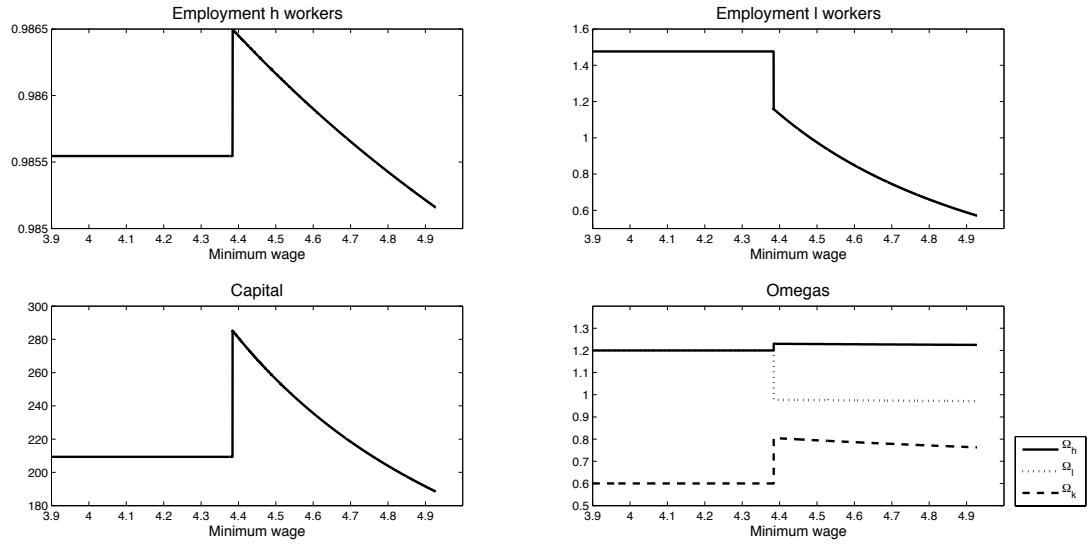 Employment h workers
0.9865
0.986
0.9855
0.985
3.9 4 4.1 4.2 4.3 4.4 4.5 4.6 4.7 4.8 4.9
Minimum wage
Employment l workers
1.6
1.4
1.2
1
0.8
0.6
3.9 4 4.1 4.2 4.3 4.4 4.5 4.6 4.7 4.8 4.9
Minimum wage
Capital
300
280
260
240
220
200
180
3.9 4 4.1 4.2 4.3 4.4 4.5 4.6 4.7 4.8 4.9
Minimum wage
Omegas
1.3
1.2
1.1
1
0.9
0.8
0.7
0.6
0.5
3.9 4 4.1 4.2 4.3 4.4 4.5 4.6 4.7 4.8 4.9
Minimum wage
Ω_h
Ω_l
Ω_k